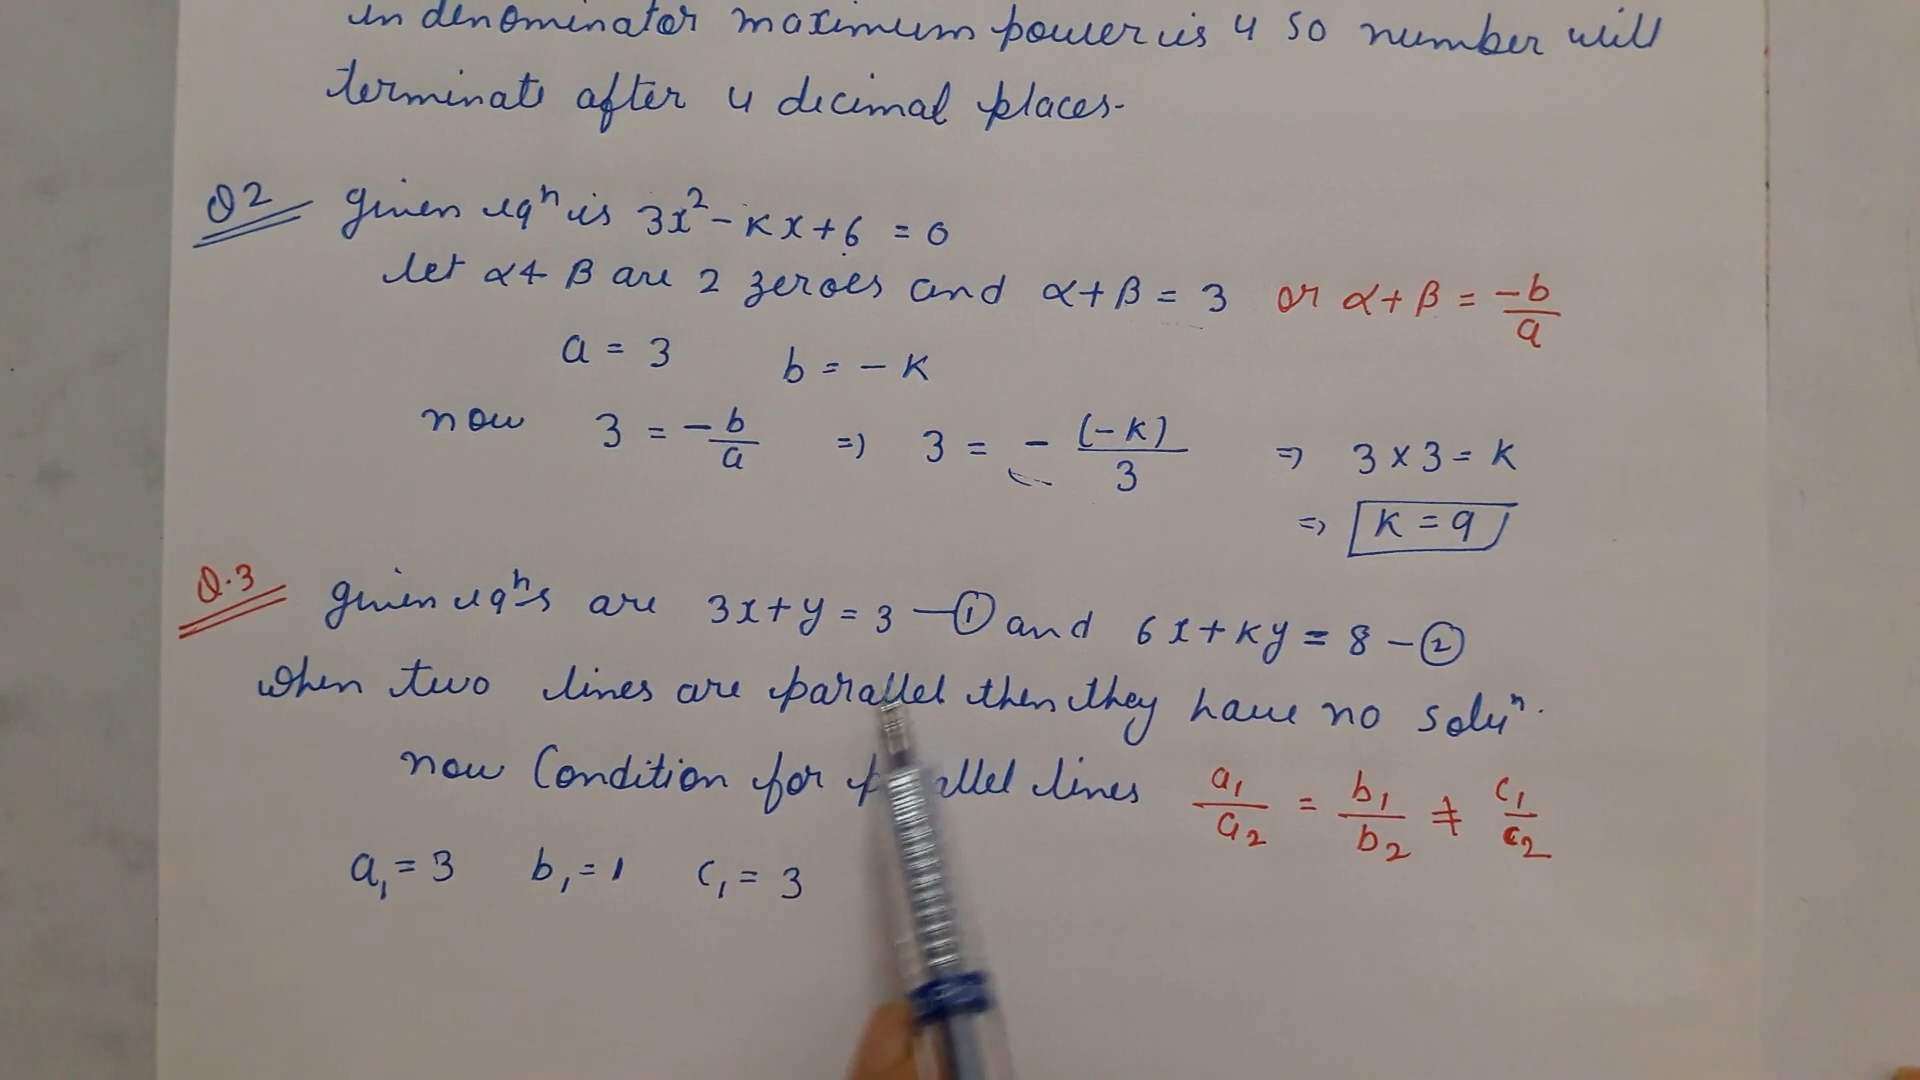 in denominator maximum power is 4 so number will
terminate after 4 decimal places-
Q2 given eqⁿ is 3x² - Kx + 6 = 0
let α & β are 2 zeroes and α + β = 3 or α + β = -b/a
a = 3 b = - K
now 3 = - b/a => 3 = - (-K)/3 => 3 × 3 = K
=> K = 9
Q.3 given eqⁿs are 3x + y = 3 — ① and 6x + Ky = 8 - ②
When two lines are parallel then they have no soluⁿ.
now Condition for parallel lines a₁/a₂ = b₁/b₂ ≠ c₁/c₂
a₁ = 3 b₁ = 1 c₁ = 3